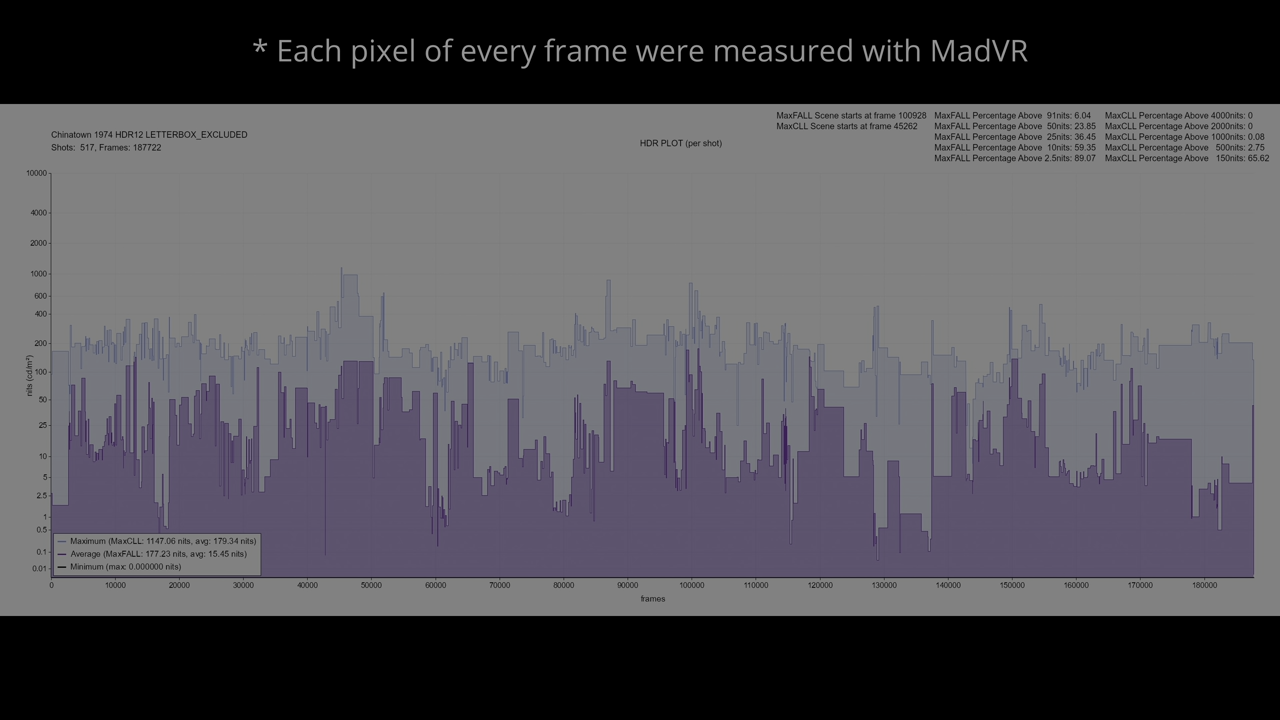 * Each pixel of every frame were measured with MadVR
Chinatown 1974 HDR12 LETTERBOX_EXCLUDED
Shots: 517, Frames: 187722
HDR PLOT (per shot)
MaxFALL Scene starts at frame 100928
MaxCLL Scene starts at frame 45262
MaxFALL Percentage Above 91nits: 6.04
MaxFALL Percentage Above 50nits: 23.85
MaxFALL Percentage Above 25nits: 36.45
MaxFALL Percentage Above 10nits: 59.35
MaxFALL Percentage Above 2.5nits: 89.07
MaxCLL Percentage Above 4000nits: 0
MaxCLL Percentage Above 2000nits: 0
MaxCLL Percentage Above 1000nits: 0.08
MaxCLL Percentage Above 500nits: 2.75
MaxCLL Percentage Above 150nits: 65.62
nits (cd/m²)
10000
4000
2000
1000
600
400
200
100
50
25
10
5
2.5
1
0.5
0.1
0.01
Maximum (MaxCLL: 1147.06 nits, avg: 179.34 nits)
Average (MaxFALL: 177.23 nits, avg: 15.45 nits)
Minimum (max: 0.000000 nits)
0 10000 20000 30000 40000 50000 60000 70000 80000 90000 100000 110000 120000 130000 140000 150000 160000 170000 180000
frames